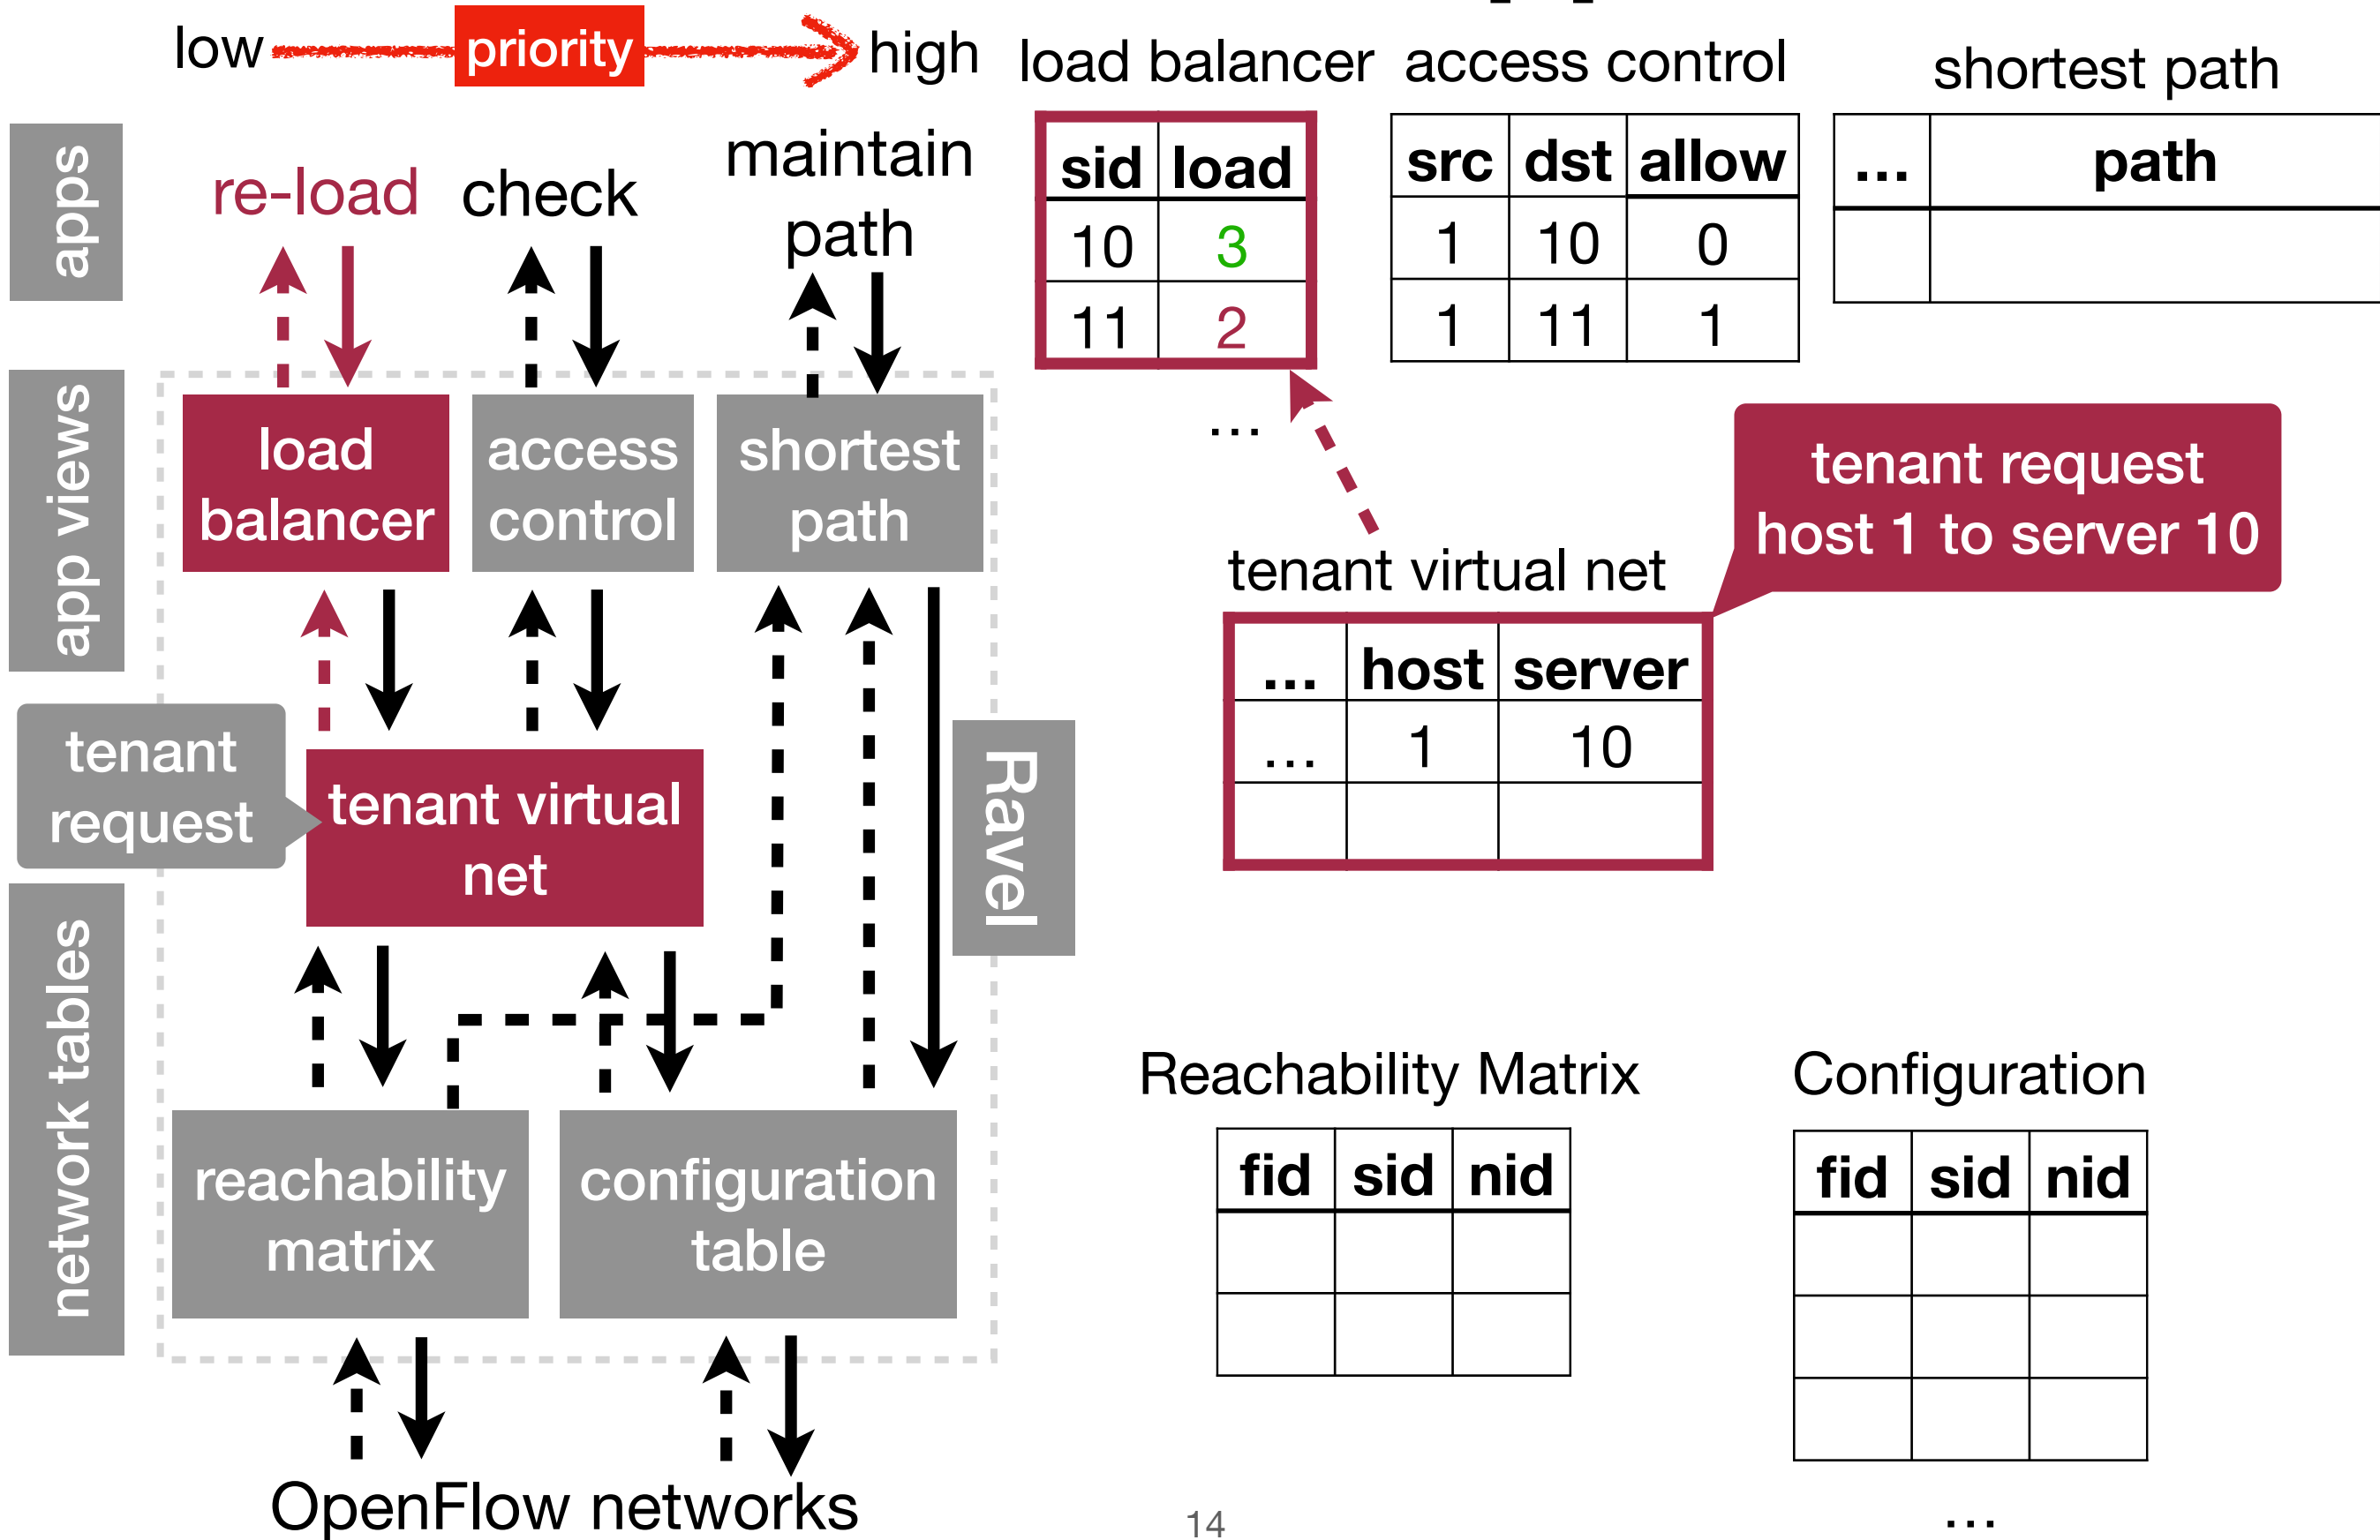 low priority high
apps
re-load
check
maintain
path
app views
load
balancer
access
control
shortest
path
tenant
request
tenant virtual
net
Ravel
network tables
reachability
matrix
configuration
table
OpenFlow networks
load balancer
sid load
10 3
11 2
...
access control
src dst allow
1 10 0
1 11 1
shortest path
... path
tenant request
host 1 to server 10
tenant virtual net
... host server
... 1 10
Reachability Matrix
fid sid nid
Configuration
fid sid nid
...
14